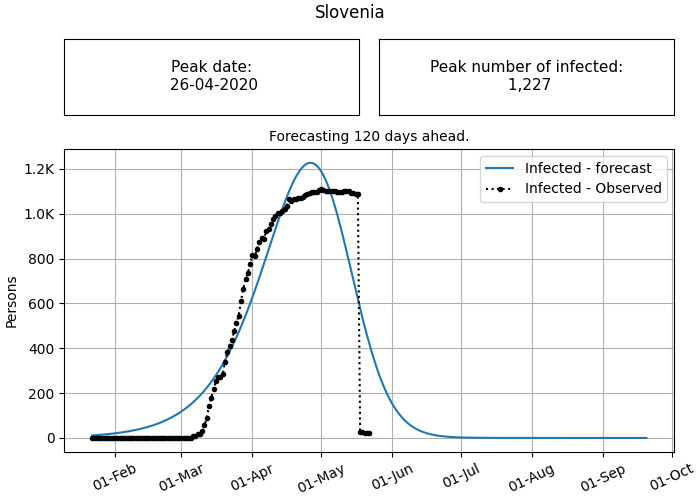 Slovenia
Peak date:
26-04-2020
Peak number of infected:
1,227
Forecasting 120 days ahead.
Infected - forecast
Infected - Observed
Persons
1.2K
1.0K
800
600
400
200
0
01-Feb
01-Mar
01-Apr
01-May
01-Jun
01-Jul
01-Aug
01-Sep
01-Oct